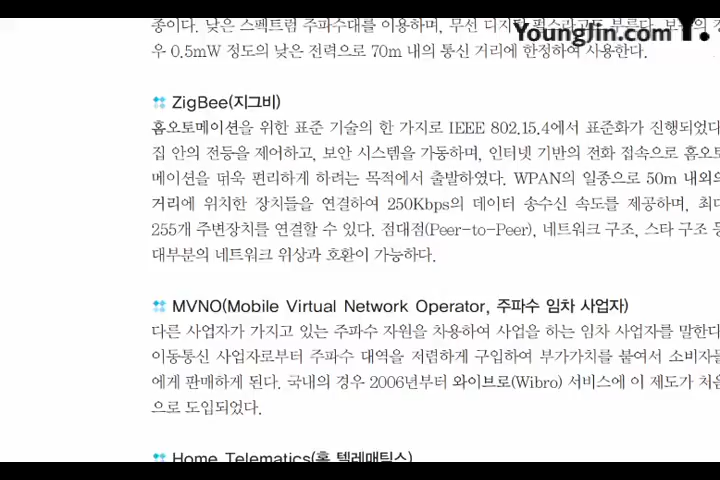 종이다. 낮은 스펙트럼 주파수대를 이용하며, 무선 디지털 펄스라고도 부른다. 보통의 경
YoungJin.com Y.
우 0.5mW 정도의 낮은 전력으로 70m 내의 통신 거리에 한정하여 사용한다.
ZigBee(지그비)
홈오토메이션을 위한 표준 기술의 한 가지로 IEEE 802.15.4에서 표준화가 진행되었다
집 안의 전등을 제어하고, 보안 시스템을 가동하며, 인터넷 기반의 전화 접속으로 홈오토
메이션을 더욱 편리하게 하려는 목적에서 출발하였다. WPAN의 일종으로 50m 내외의
거리에 위치한 장치들을 연결하여 250Kbps의 데이터 송수신 속도를 제공하며, 최대
255개 주변장치를 연결할 수 있다. 점대점(Peer-to-Peer), 네트워크 구조, 스타 구조 등
대부분의 네트워크 위상과 호환이 가능하다.
MVNO(Mobile Virtual Network Operator, 주파수 임차 사업자)
다른 사업자가 가지고 있는 주파수 자원을 차용하여 사업을 하는 임차 사업자를 말한다
이동통신 사업자로부터 주파수 대역을 저렴하게 구입하여 부가가치를 붙여서 소비자들
에게 판매하게 된다. 국내의 경우 2006년부터 와이브로(Wibro) 서비스에 이 제도가 처음
으로 도입되었다.
Home Telematics(홈 텔레매틱스)